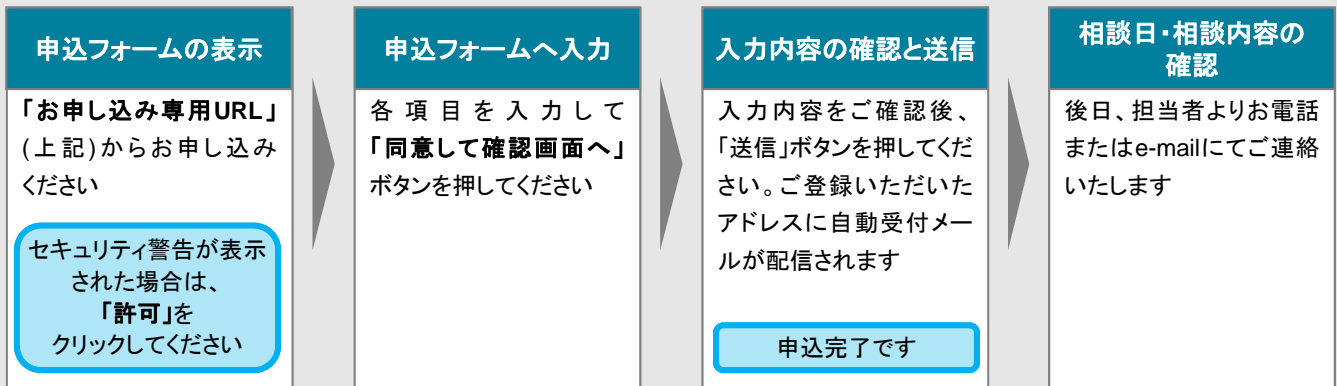 申込フォームの表示
「お申し込み専用URL」
(上記)からお申し込み
ください
セキュリティ警告が表示
された場合は、
「許可」を
クリックしてください
申込フォームへ入力
各項目を入力して
「同意して確認画面へ」
ボタンを押してください
入力内容の確認と送信
入力内容をご確認後、
「送信」ボタンを押してくだ
さい。ご登録いただいた
アドレスに自動受付メー
ルが配信されます
申込完了です
相談日・相談内容の
確認
後日、担当者よりお電話
またはe-mailにてご連絡
いたします